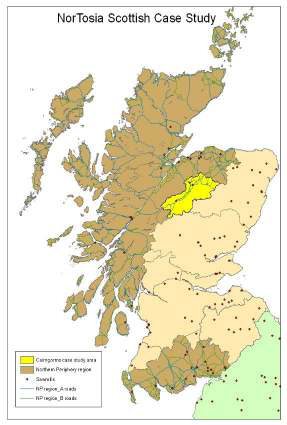 NorTosia Scottish Case Study
Cairngorms case study area
Northern Periphery region
Sawmills
NP region_A roads
NP region_B roads